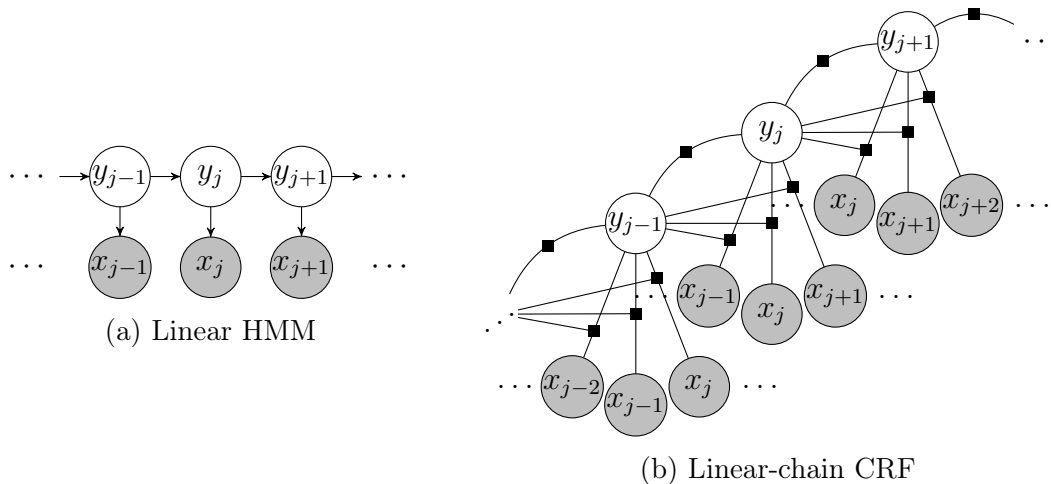 ··· y_{j-1} y_j y_{j+1} ···
··· x_{j-1} x_j x_{j+1} ···
(a) Linear HMM
y_{j+1} ···
y_j
··· x_j x_{j+1} x_{j+2} ···
y_{j-1}
··· x_{j-1} x_j x_{j+1} ···
···
··· x_{j-2} x_{j-1} x_j ···
(b) Linear-chain CRF